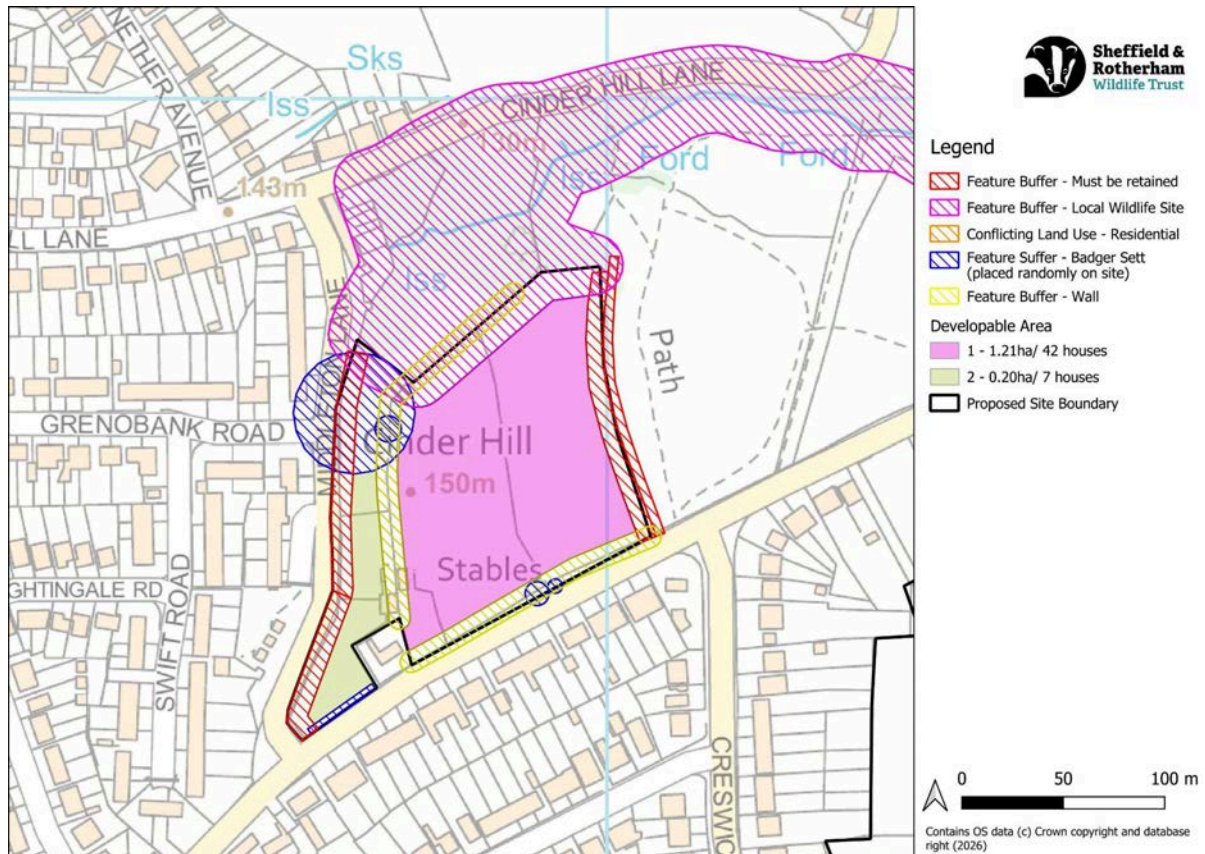 NETHER AVENUE
Sks
Iss
CINDER HILL LANE
130m
Ford
Ford
Iss
143m
LL LANE
Iss
LANE
Path
GRENOBANK ROAD
Cinder Hill
150m
Stables
GHTINGALE RD
SWIFT ROAD
CRESWIC
Sheffield &
Rotherham
Wildlife Trust
Legend
Feature Buffer - Must be retained
Feature Buffer - Local Wildlife Site
Conflicting Land Use - Residential
Feature Suffer - Badger Sett
(placed randomly on site)
Feature Buffer - Wall
Developable Area
1 - 1.21ha/ 42 houses
2 - 0.20ha/ 7 houses
Proposed Site Boundary
0 50 100 m
Contains OS data (c) Crown copyright and database
right (2026)